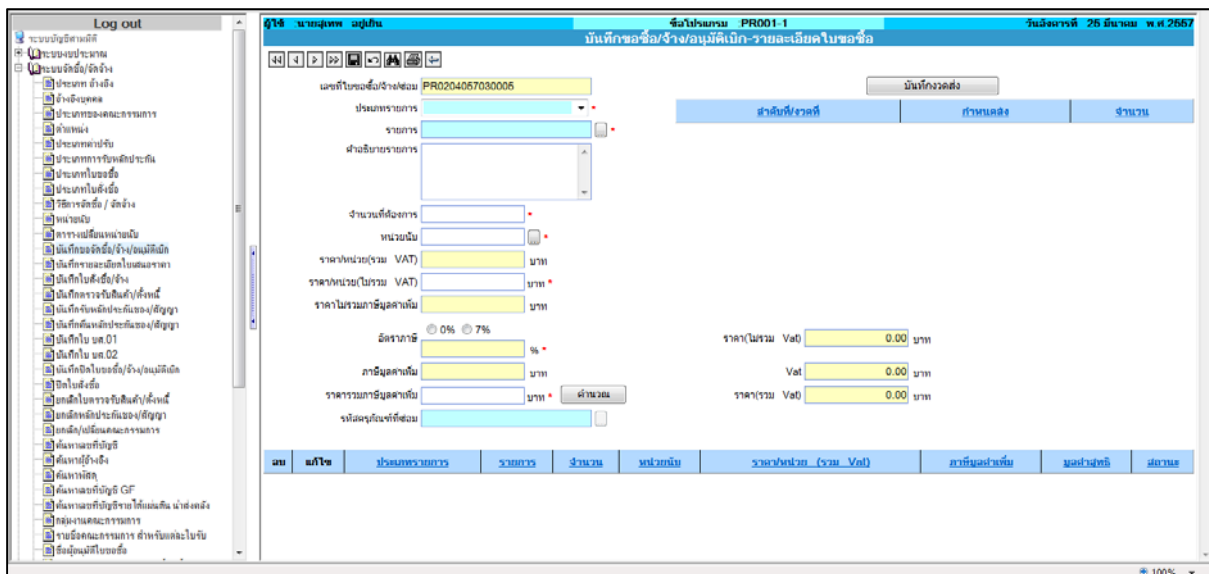 Log out
ระบบบัญชีสามมิติ
ระบบงบประมาณ
ระบบจัดซื้อ/จัดจ้าง
ประเภท อ้างอิง
อ้างอิงบุคคล
ประเภทของคณะกรรมการ
ตำแหน่ง
ประเภทค่าปรับ
ประเภทการรับหลักประกัน
ประเภทใบขอซื้อ
ประเภทใบสั่งซื้อ
วิธีการจัดซื้อ / จัดจ้าง
หน่วยนับ
ตารางเปลี่ยนหน่วยนับ
บันทึกขอจัดซื้อ/จ้าง/อนุมัติเบิก
บันทึกรายละเอียดใบเสนอราคา
บันทึกใบสั่งซื้อ/จ้าง
บันทึกตรวจรับสินค้า/ตั้งหนี้
บันทึกรับหลักประกันซอง/สัญญา
บันทึกคืนหลักประกันซอง/สัญญา
บันทึกใบ บศ.01
บันทึกใบ บศ.02
บันทึกปิดใบขอซื้อ/จ้าง/อนุมัติเบิก
ปิดใบสั่งซื้อ
ยกเลิกใบตรวจรับสินค้า/ตั้งหนี้
ยกเลิกหลักประกันซอง/สัญญา
ยกเลิก/เปลี่ยนคณะกรรมการ
ค้นหาเลขที่บัญชี
ค้นหาผู้อ้างอิง
ค้นหาพัสดุ
ค้นหาเลขที่บัญชี GF
ค้นหาเลขที่บัญชีรายได้แผ่นดิน นำส่งคลัง
กลุ่มงานคณะกรรมการ
รายชื่อคณะกรรมการ สำหรับแต่ละใบรับ
ชื่อผู้อนุมัติใบขอซื้อ
ผู้ใช้ :นายสุเทพ อยู่เกิน ชื่อโปรแกรม :PR001-1 วันอังคารที่ 25 มีนาคม พ.ศ.2557
บันทึกขอซื้อ/จ้าง/อนุมัติเบิก-รายละเอียดใบขอซื้อ
เลขที่ใบขอซื้อ/จ้าง/ซ่อม PR0204057030005 บันทึกงวดส่ง
ประเภทรายการ * ลำดับที่/งวดที่ กำหนดส่ง จำนวน
รายการ *
คำอธิบายรายการ
จำนวนที่ต้องการ *
หน่วยนับ ... *
ราคา/หน่วย(รวม VAT) บาท
ราคา/หน่วย(ไม่รวม VAT) บาท *
ราคาไม่รวมภาษีมูลค่าเพิ่ม บาท
อัตราภาษี 0% 7% % * ราคา(ไม่รวม Vat) 0.00 บาท
ภาษีมูลค่าเพิ่ม บาท Vat 0.00 บาท
ราคารวมภาษีมูลค่าเพิ่ม บาท * คำนวณ ราคา(รวม Vat) 0.00 บาท
รหัสครุภัณฑ์ที่ซ่อม
ลบ แก้ไข ประเภทรายการ รายการ จำนวน หน่วยนับ ราคา/หน่วย (รวม Vat) ภาษีมูลค่าเพิ่ม มูลค่าสุทธิ สถานะ
100%